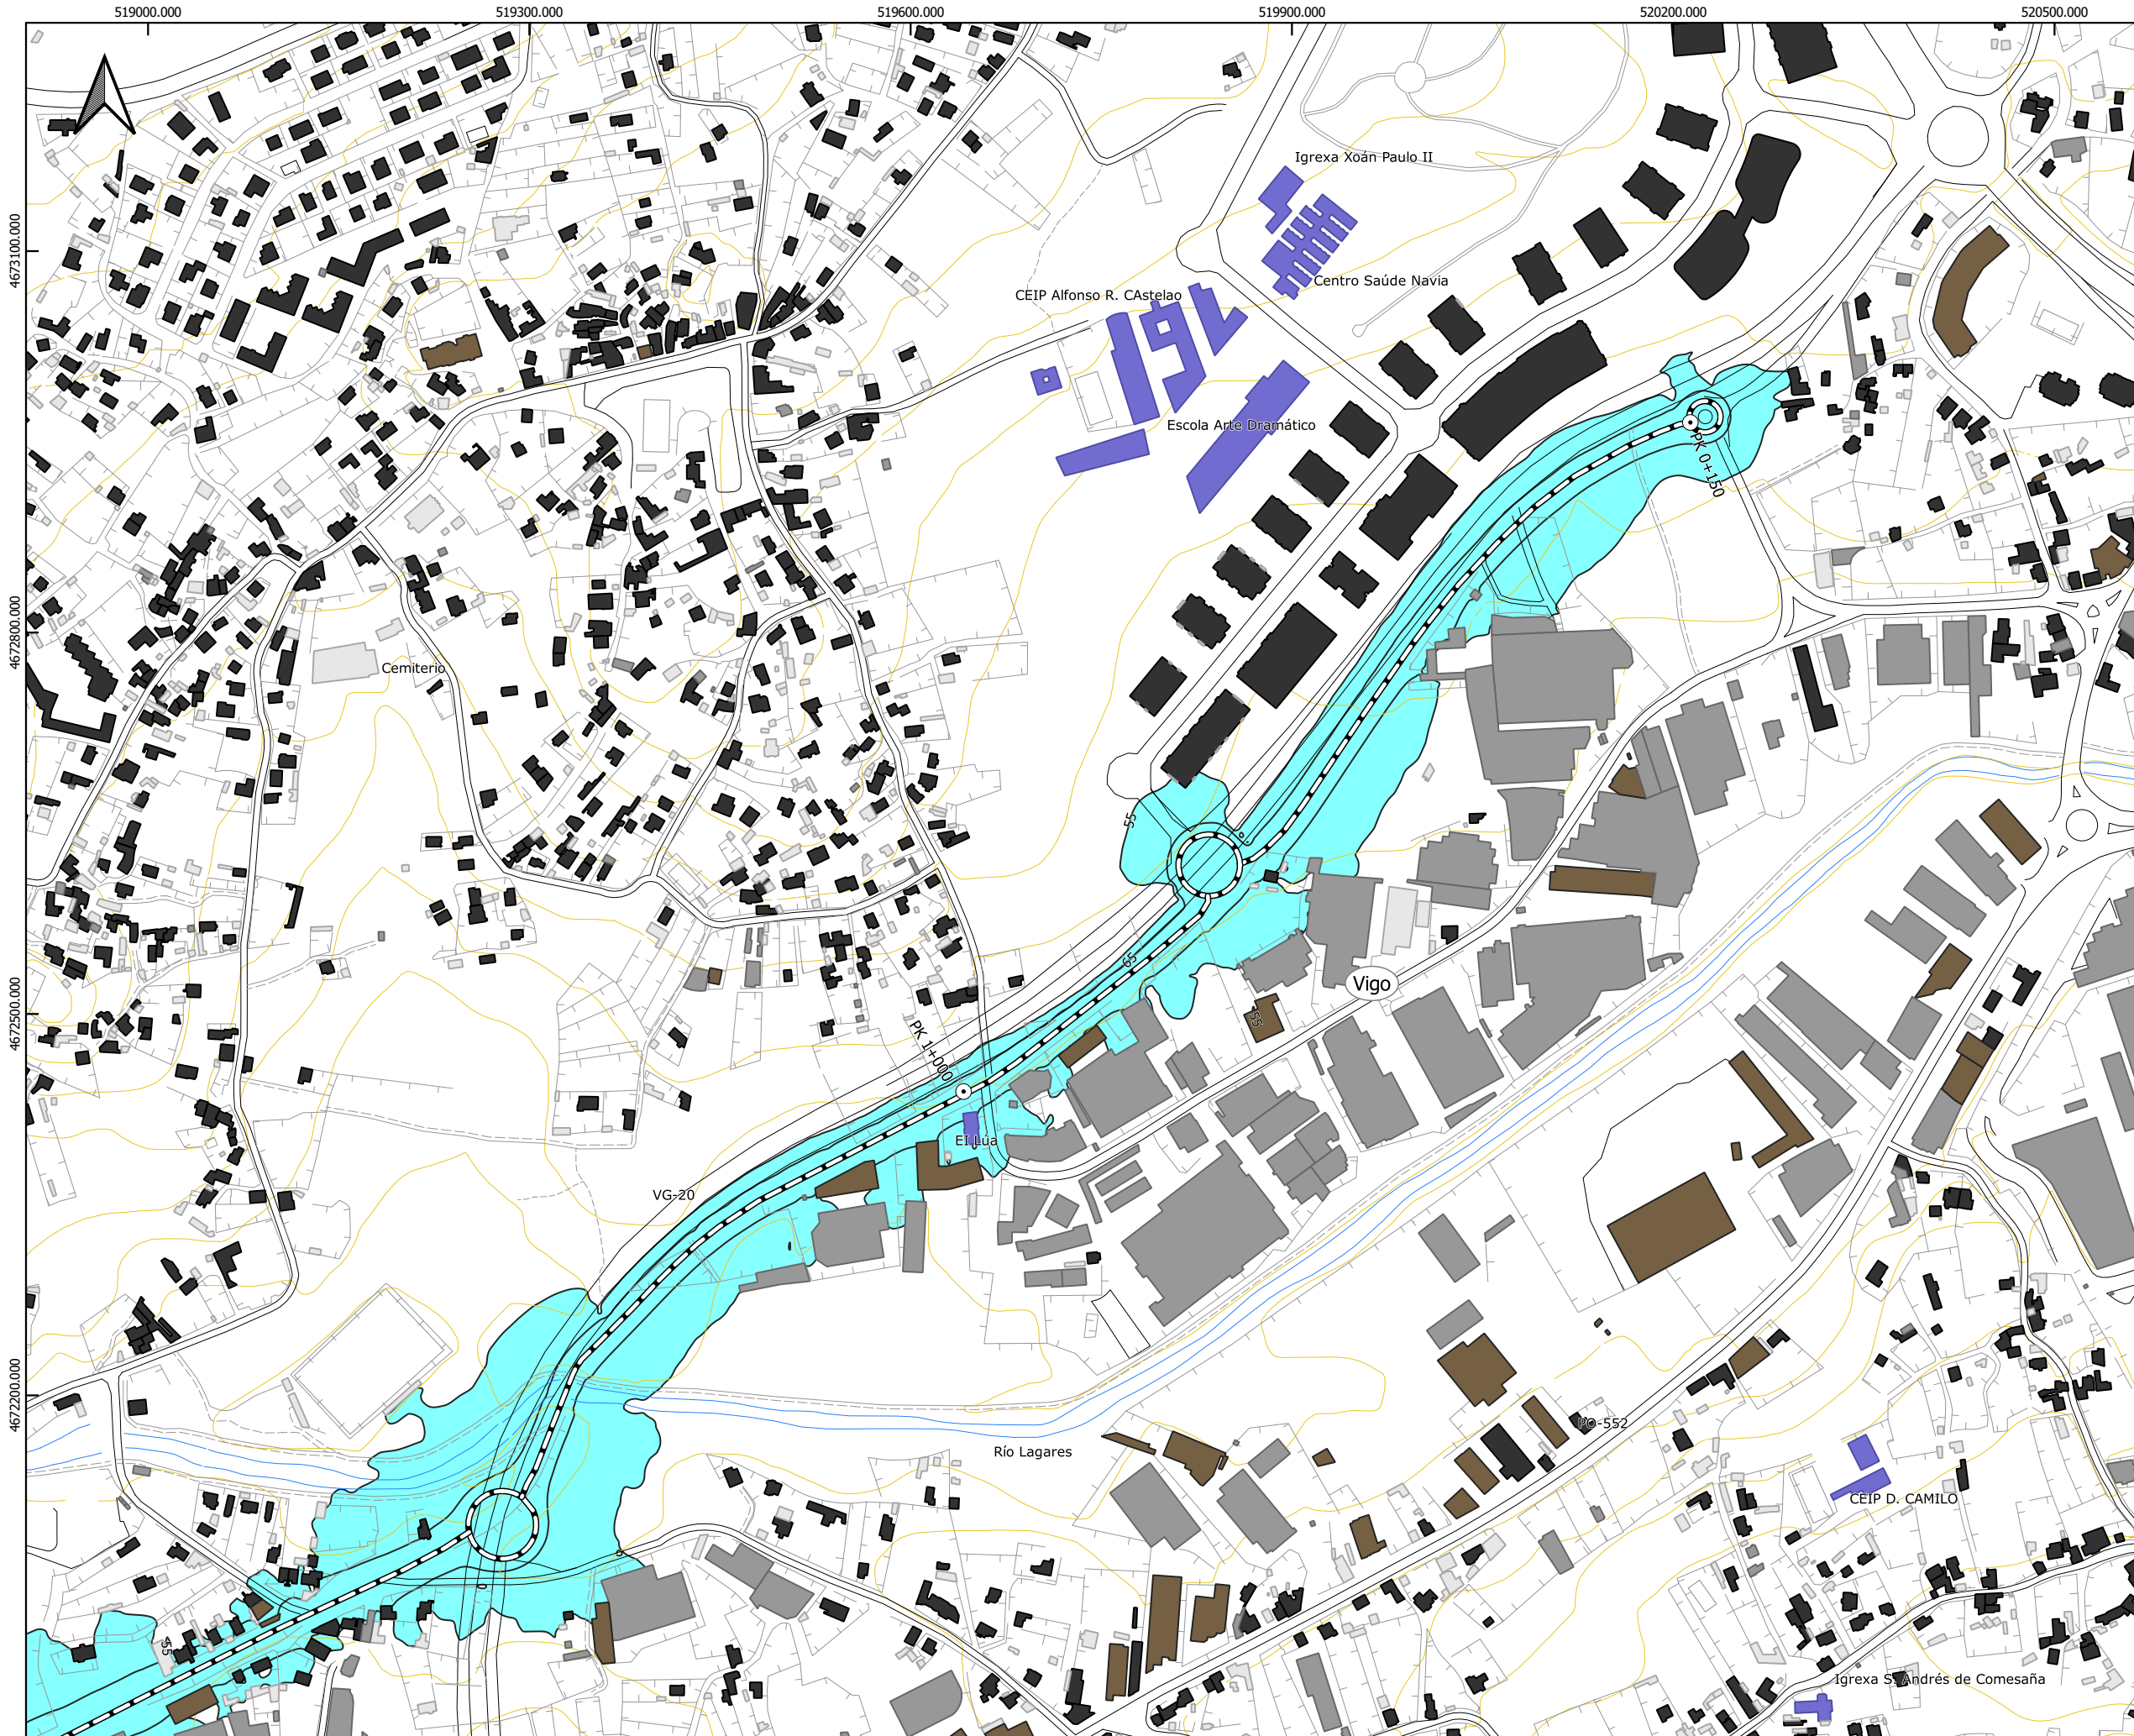 519000.000
519300.000
519600.000
519900.000
520200.000
520500.000
4673100.000
4672800.000
4672500.000
4672200.000
Igrexa Xoán Paulo II
Centro Saúde Navia
CEIP Alfonso R. CAstelao
Escola Arte Dramático
PK 0+150
Cemiterio
55
65
Vigo
55
PK 1+000
EI Lúa
VG-20
PO-552
Río Lagares
CEIP D. CAMILO
55
Igrexa S. Andrés de Comesaña